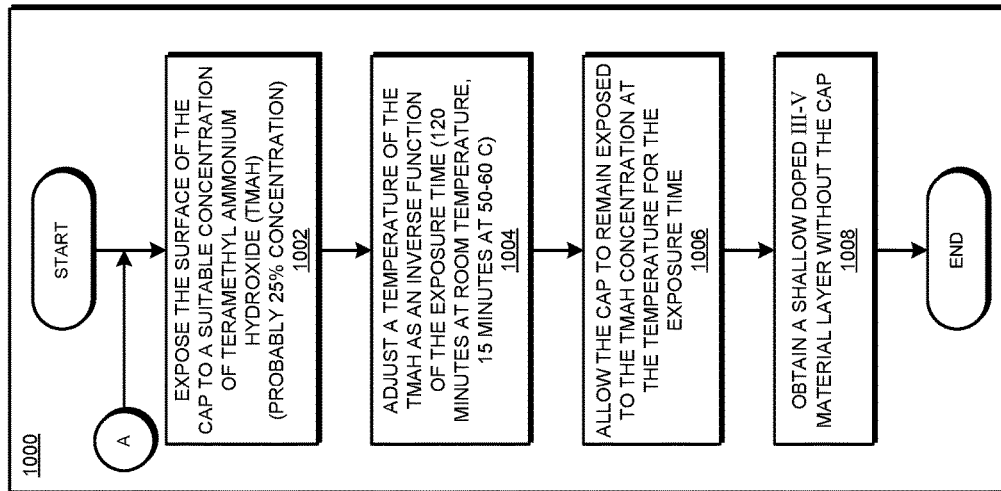 1000
START
A
EXPOSE THE SURFACE OF THE
CAP TO A SUITABLE CONCENTRATION
OF TERAMETHYL AMMONIUM
HYDROXIDE (TMAH)
(PROBABLY 25% CONCENTRATION)
1002
ADJUST A TEMPERATURE OF THE
TMAH AS AN INVERSE FUNCTION
OF THE EXPOSURE TIME (120
MINUTES AT ROOM TEMPERATURE,
15 MINUTES AT 50-60 C)
1004
ALLOW THE CAP TO REMAIN EXPOSED
TO THE TMAH CONCENTRATION AT
THE TEMPERATURE FOR THE
EXPOSURE TIME
1006
OBTAIN A SHALLOW DOPED III-V
MATERIAL LAYER WITHOUT THE CAP
1008
END